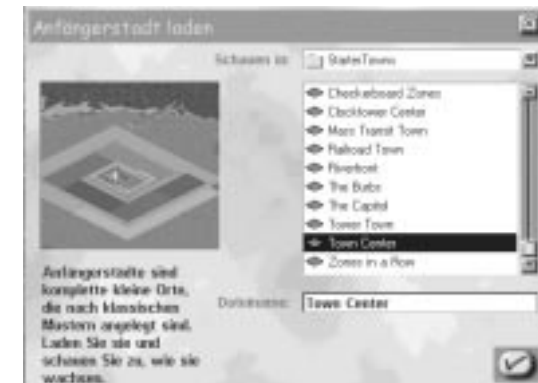 Anfängerstadt laden
Schauen in: StarterTowns
Checkerboard Zones
Clocktower Center
Mass Transit Town
Railroad Town
Riverfront
The Burbs
The Capitol
Tower Town
Town Center
Zones in a Row
Anfängerstädte sind
komplette kleine Orte,
die nach klassischen
Mustern angelegt sind.
Laden Sie sie und
schauen Sie zu, wie sie
wachsen.
Dateiname: Town Center